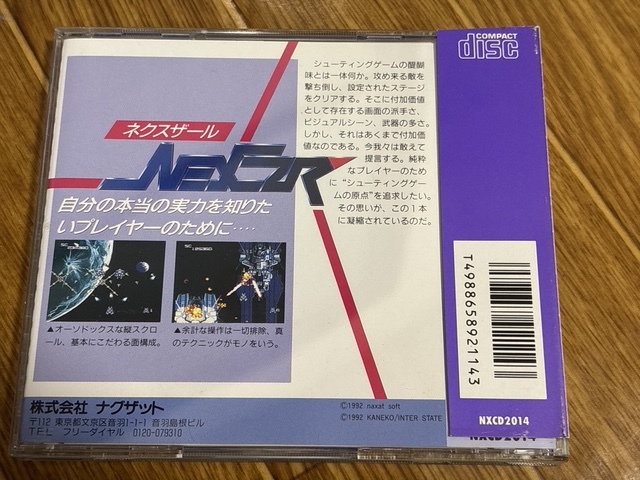 COMPACT
disc
シューティングゲームの醍醐
味とは一体何か。攻め来る敵を
撃ち倒し、設定されたステージ
をクリアする。そこに付加価値
として存在する画面の派手さ、
ビジュアルシーン、武器の多さ。
しかし、それはあくまで付加価
値なのである。今我々は敢えて
提言する。純粋
なプレイヤーのため
に“シューティングゲー
ムの原点”を追求したい。
その思いが、この1本
に凝縮されているのだ。
ネクスザール
NEXZR
自分の本当の実力を知りた
いプレイヤーのために‥‥
▲オーソドックスな縦スクロ
ール、基本にこだわる面構成。
▲余計な操作は一切排除、真
のテクニックがモノをいう。
株式会社 ナグザット
〒112 東京都文京区音羽1-1-1 音羽島根ビル
TEL フリーダイヤル 0120-079310
©1992 naxat soft
©1992 KANEKO/INTER STATE
T4988658921143
NXCD2014
NXCD2014